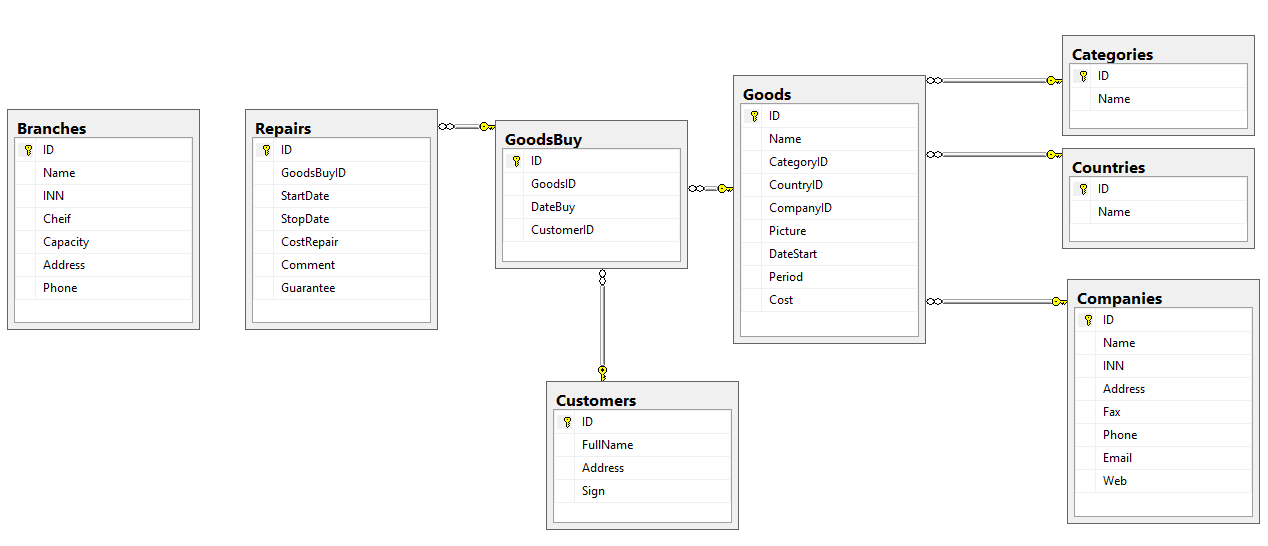 Branches
ID
Name
INN
Cheif
Capacity
Address
Phone
Repairs
ID
GoodsBuyID
StartDate
StopDate
CostRepair
Comment
Guarantee
GoodsBuy
ID
GoodsID
DateBuy
CustomerID
Customers
ID
FullName
Address
Sign
Goods
ID
Name
CategoryID
CountryID
CompanyID
Picture
DateStart
Period
Cost
Categories
ID
Name
Countries
ID
Name
Companies
ID
Name
INN
Address
Fax
Phone
Email
Web